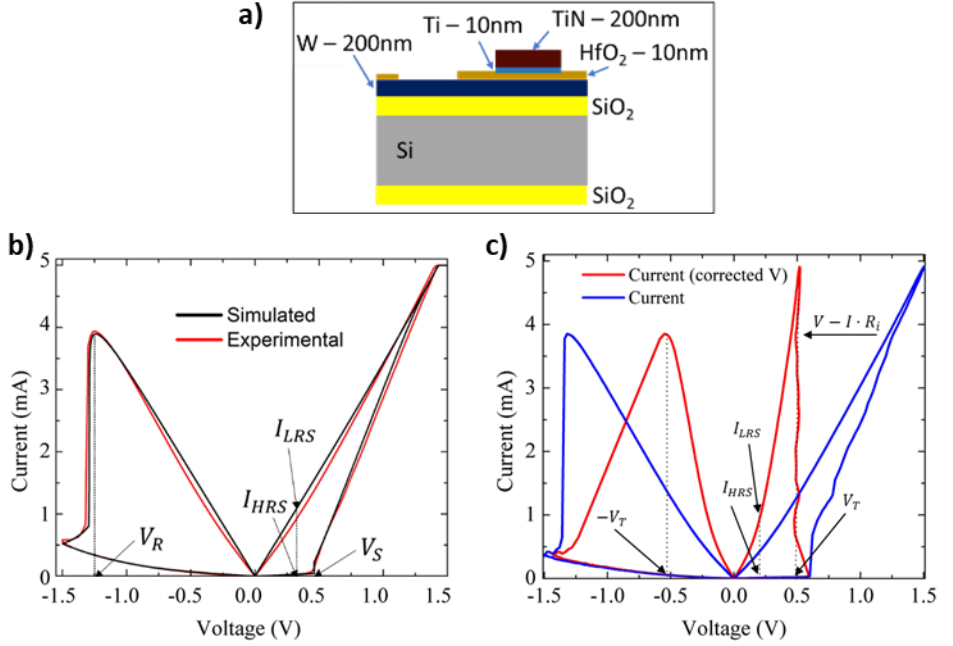 a)
W – 200nm
Ti – 10nm
TiN – 200nm
HfO₂ – 10nm
SiO₂
Si
SiO₂
b)
5
4
3
2
1
0
Current (mA)
Simulated
Experimental
I_LRS
I_HRS
V_R
V_S
-1.5 -1.0 -0.5 0.0 0.5 1.0 1.5
Voltage (V)
c)
5
4
3
2
1
0
Current (mA)
Current (corrected V)
Current
V − I · R_i
I_LRS
I_HRS
−V_T
V_T
-1.5 -1.0 -0.5 0.0 0.5 1.0 1.5
Voltage (V)